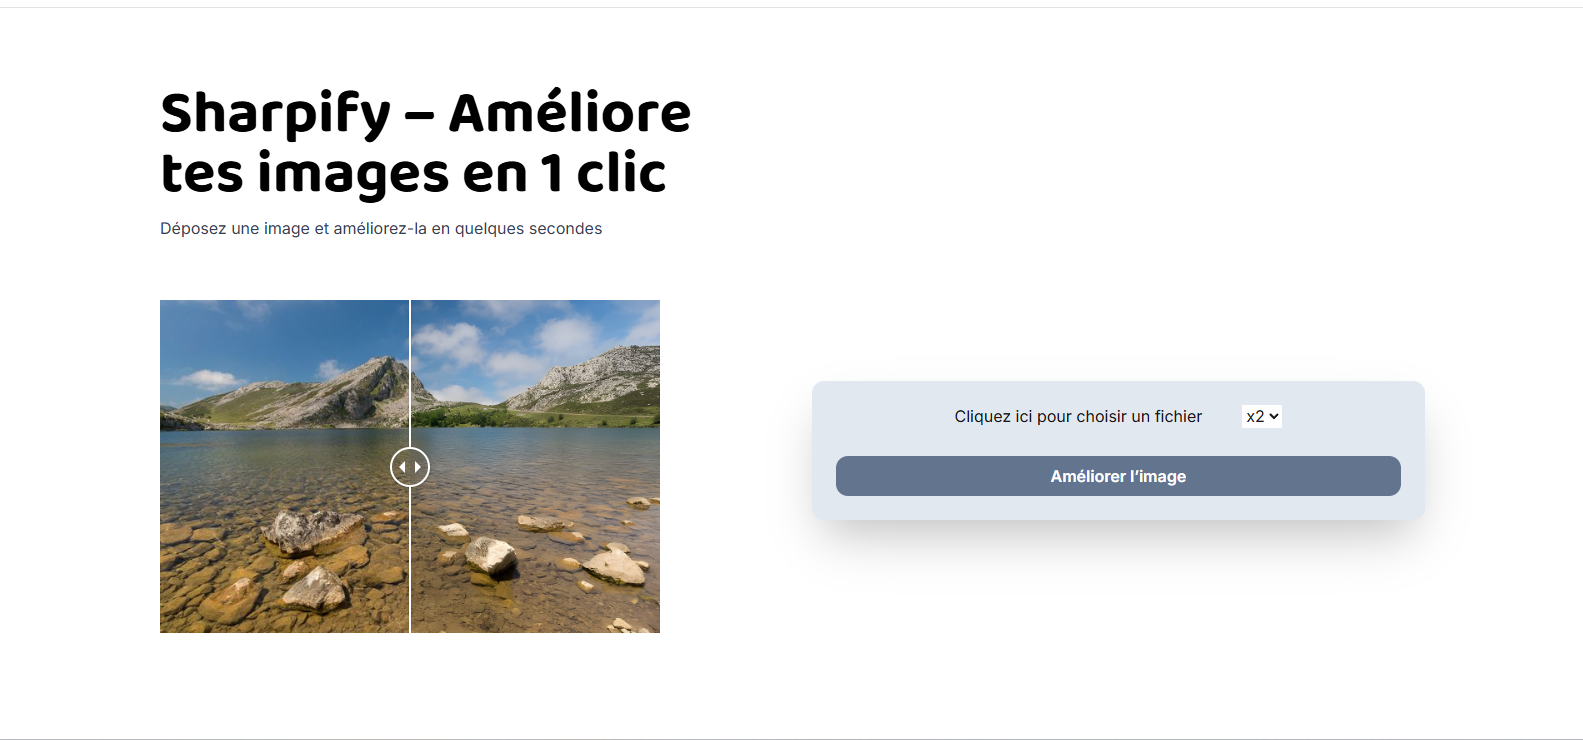 Sharpify – Améliore
tes images en 1 clic
Déposez une image et améliorez-la en quelques secondes
Cliquez ici pour choisir un fichier x2
Améliorer l’image